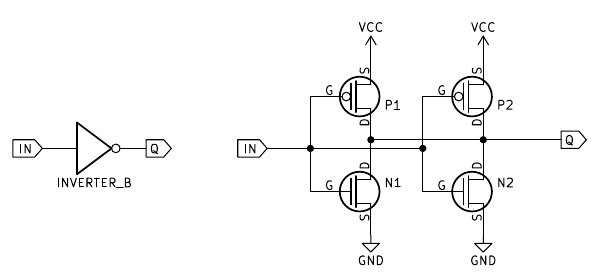 VCC VCC
S S
G P1 G P2
D D
IN Q IN Q
INVERTER_B
D D
G N1 G N2
S S
GND GND